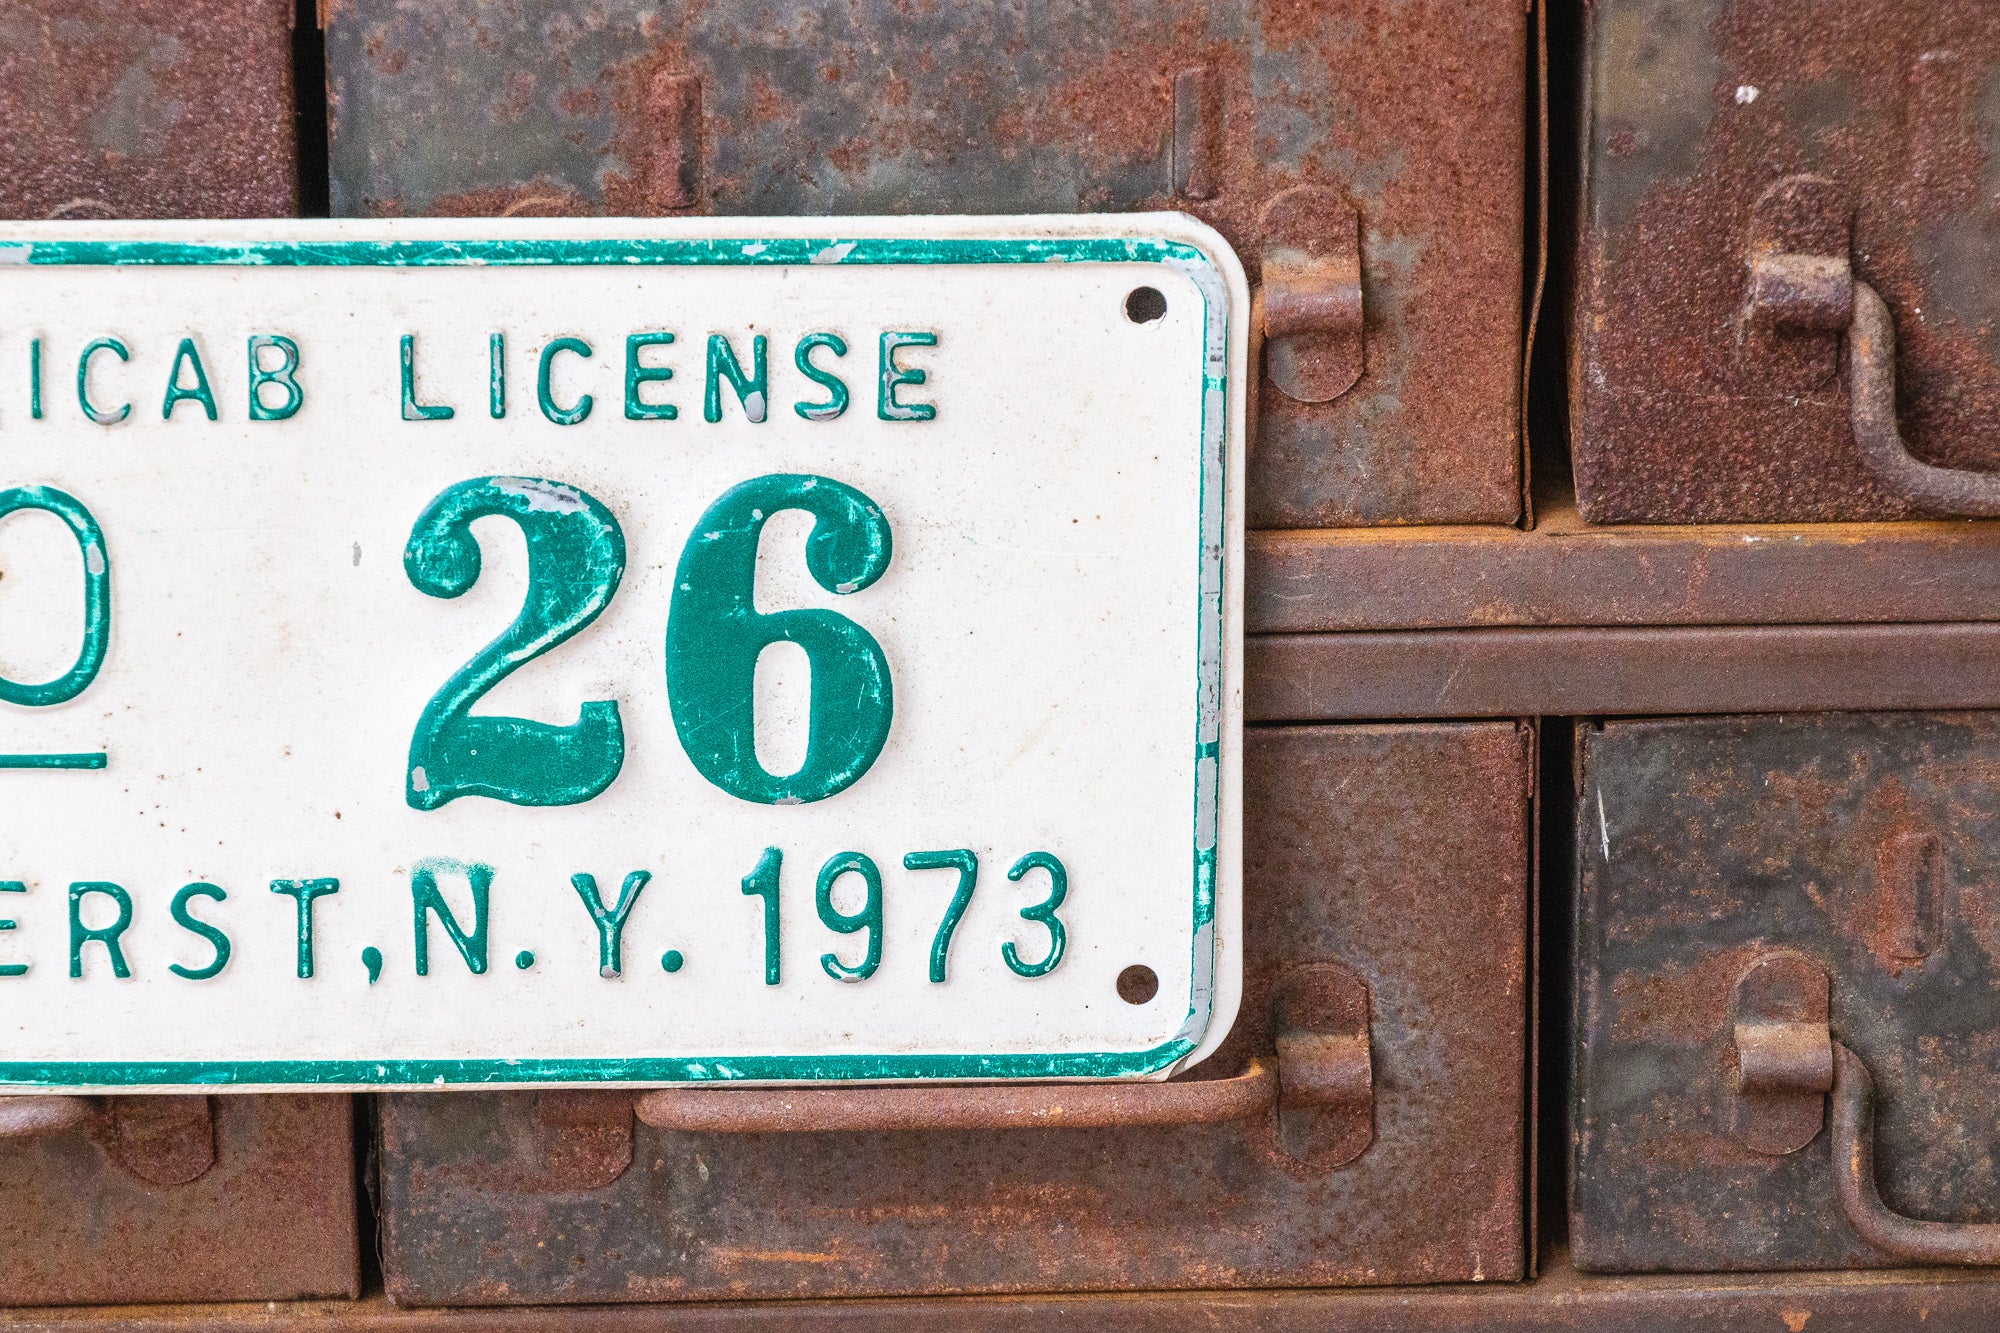 ICAB LICENSE
O 26
ERST, N.Y. 1973